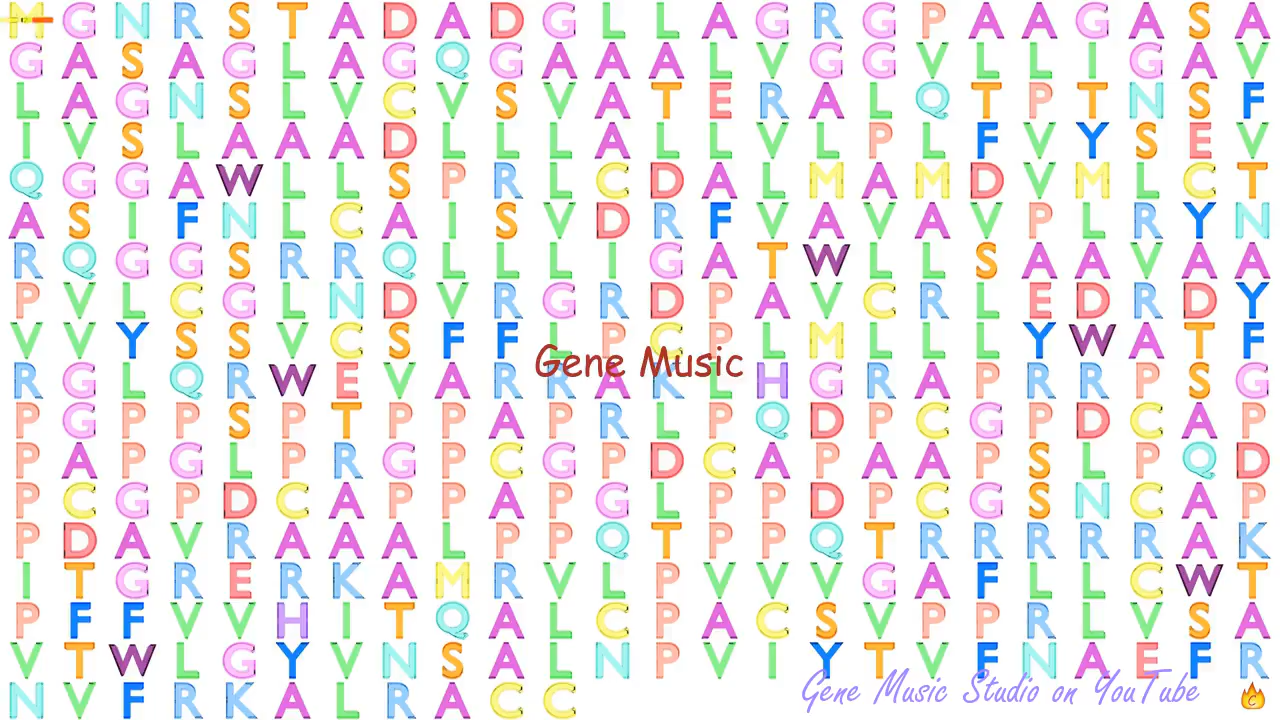 MGNRSTADADGLLAGRGPAAGASA
GASAGLAGQGAAALVGGVLLIGAV
LAGNSLVCVSVATERALQTPTNSF
IVSLAAADLLLALLVLPLFVYSEV
QGGAWLLSPRLCDALMAMDVMLCT
ASIFNLCAISVDRFVAVAVPLRYN
RQGGSRRQLLLIGATWLLSAAVAA
PVLCGLNDVRGRDPAVCRLEDRDY
VVYSSVCSFFLPCPLMLLLYWATF
RGLQRWEVARRAKLHGRAPRRPSG
PGPPSPTPPAPRLPQDPCGPDCAP
PAPGLPRGPCGPDCAPAAPSLPQD
PCGPDCAPPAPGLPPDPCGSNCAP
PDAVRAAALPPQTPPQTRRRRRAK
ITGRERKAMRVLPVVVGAFLLCWT
PFFVVHITQALCPACSVPPRLVSA
VTWLGYVNSALNPVIYTVFNAEFR
NVFRKALRACC
Gene Music
Gene Music Studio on YouTube